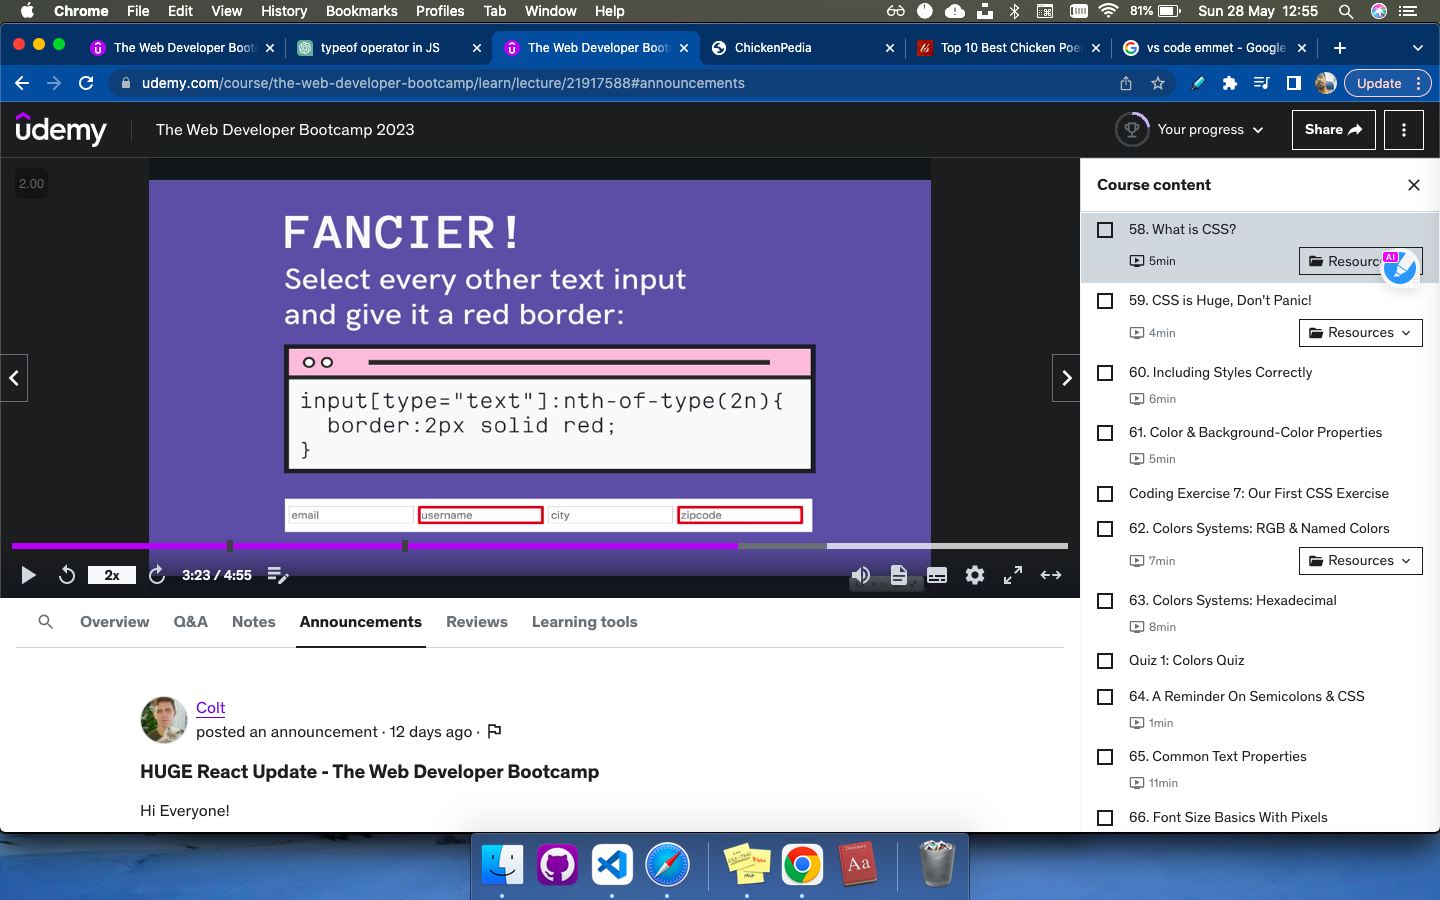 Chrome File Edit View History Bookmarks Profiles Tab Window Help 81% Sun 28 May 12:55
The Web Developer Boot typeof operator in JS The Web Developer Boot ChickenPedia Top 10 Best Chicken Poe vs code emmet - Google
udemy.com/course/the-web-developer-bootcamp/learn/lecture/21917588#announcements Update
udemy The Web Developer Bootcamp 2023 Your progress Share
2.00
FANCIER!
Select every other text input
and give it a red border:
input[type="text"]:nth-of-type(2n){
border:2px solid red;
}
email username city zipcode
2x 3:23 / 4:55
Overview Q&A Notes Announcements Reviews Learning tools
Colt
posted an announcement · 12 days ago ·
HUGE React Update - The Web Developer Bootcamp
Hi Everyone!
Course content
58. What is CSS?
5min Resourc AI
59. CSS is Huge, Don't Panic!
4min Resources
60. Including Styles Correctly
6min
61. Color & Background-Color Properties
5min
Coding Exercise 7: Our First CSS Exercise
62. Colors Systems: RGB & Named Colors
7min Resources
63. Colors Systems: Hexadecimal
8min
Quiz 1: Colors Quiz
64. A Reminder On Semicolons & CSS
1min
65. Common Text Properties
11min
66. Font Size Basics With Pixels
Dictionary
Aa